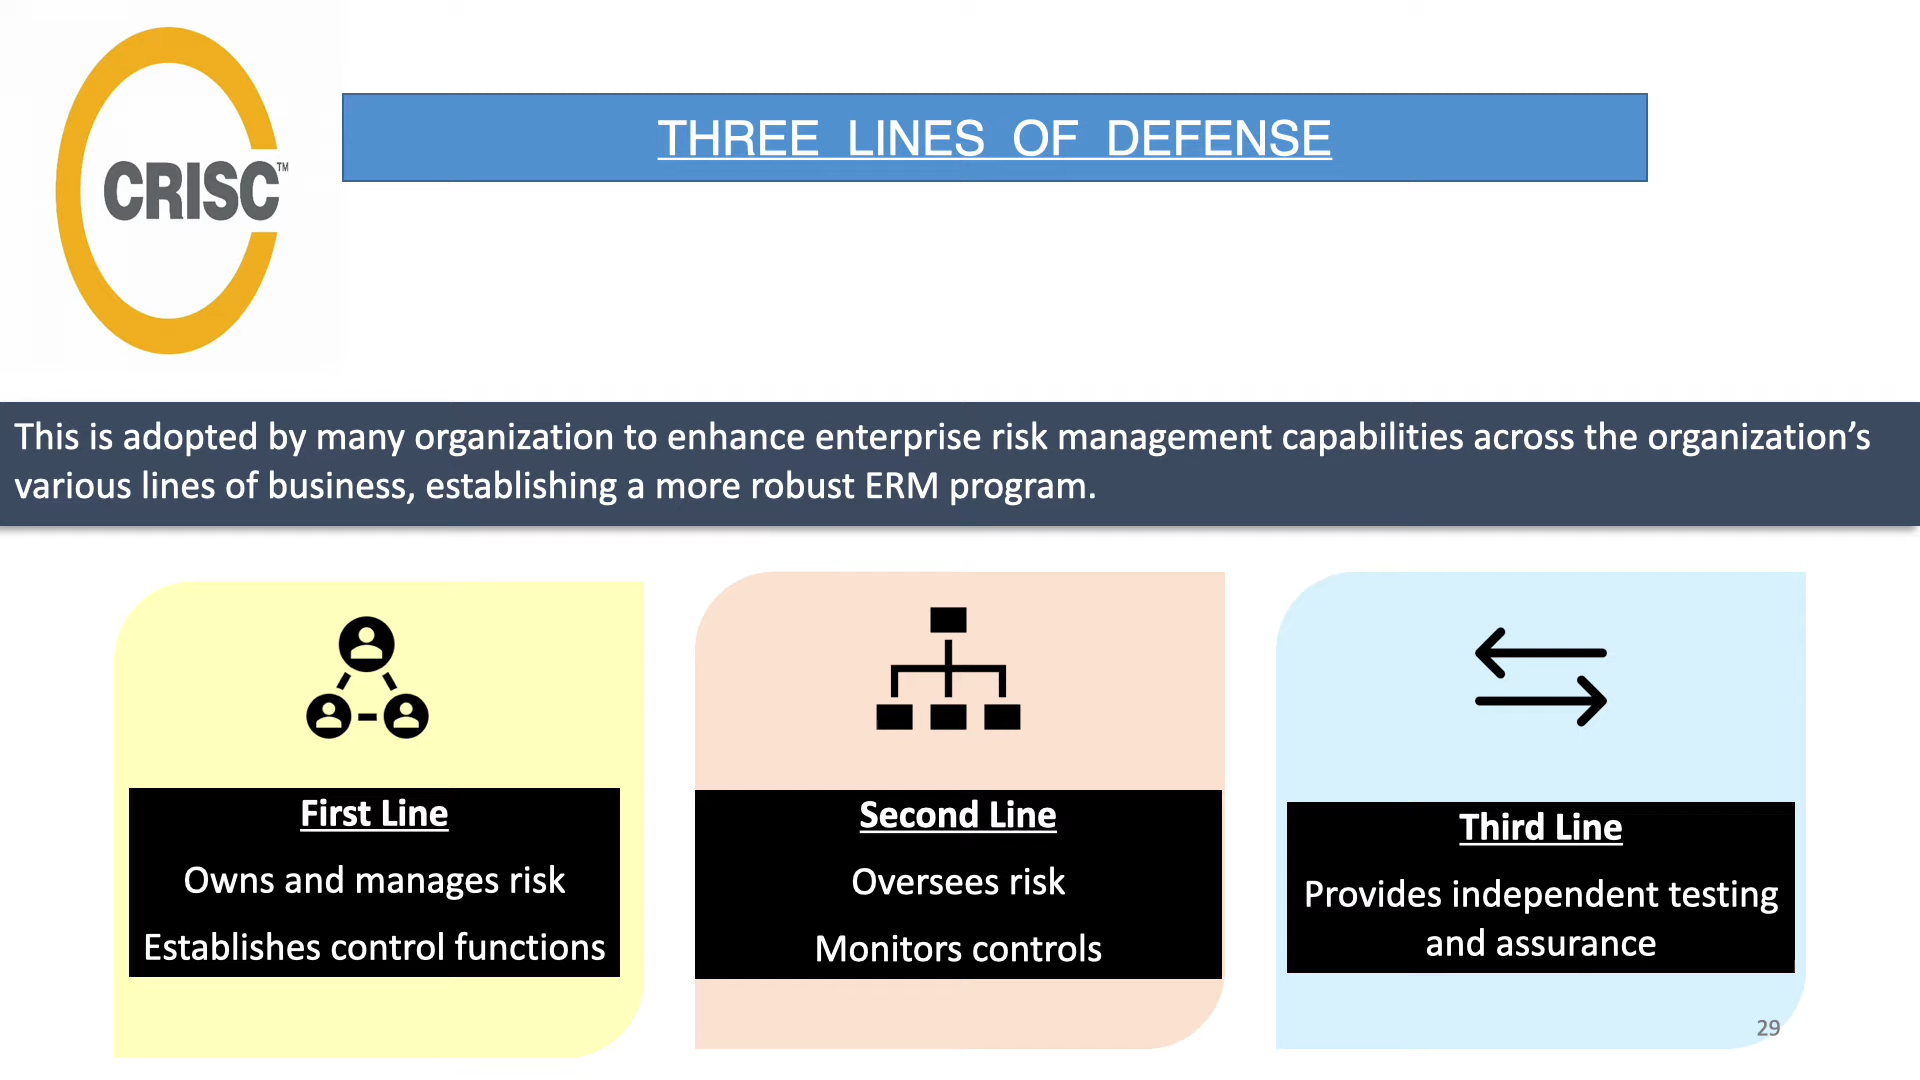 CRISC™
THREE LINES OF DEFENSE
This is adopted by many organization to enhance enterprise risk management capabilities across the organization’s
various lines of business, establishing a more robust ERM program.
First Line
Owns and manages risk
Establishes control functions
Second Line
Oversees risk
Monitors controls
Third Line
Provides independent testing
and assurance
29